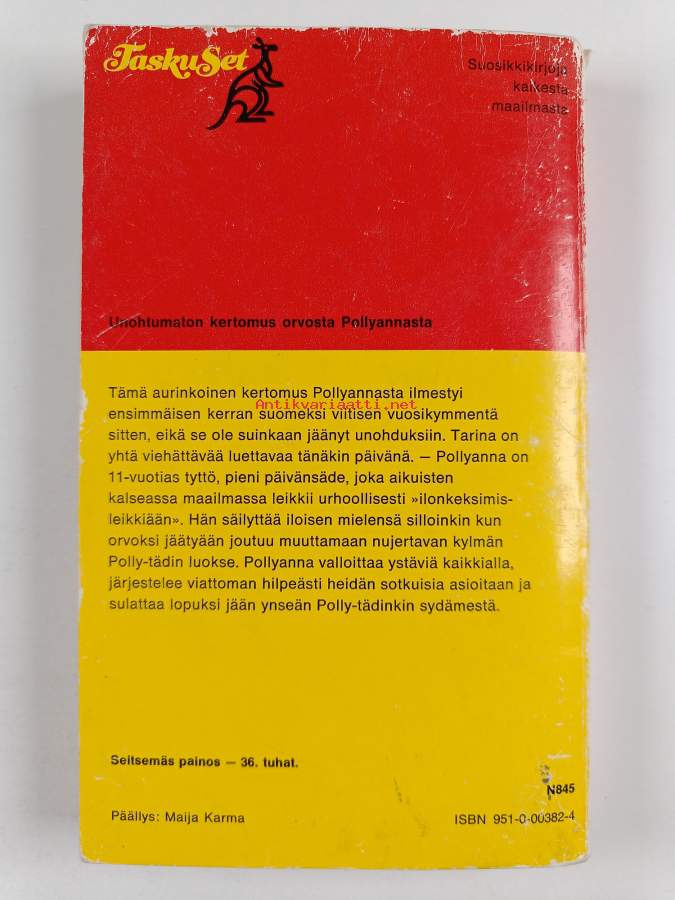 TaskuSet
Suosikkikirjoja
kaikesta
maailmasta
Unohtumaton kertomus orvosta Pollyannasta
Tämä aurinkoinen kertomus Pollyannasta ilmestyi
Antikvariaatti.net
ensimmäisen kerran suomeksi viitisen vuosikymmentä
sitten, eikä se ole suinkaan jäänyt unohduksiin. Tarina on
yhtä viehättävää luettavaa tänäkin päivänä. — Pollyanna on
11-vuotias tyttö, pieni päivänsäde, joka aikuisten
kalseassa maailmassa leikkii urhoollisesti »ilonkeksimis-
leikkiään». Hän säilyttää iloisen mielensä silloinkin kun
orvoksi jäätyään joutuu muuttamaan nujertavan kylmän
Polly-tädin luokse. Pollyanna valloittaa ystäviä kaikkialla,
järjestelee viattoman hilpeästi heidän sotkuisia asioitaan ja
sulattaa lopuksi jään ynseän Polly-tädinkin sydämestä.
Seitsemäs painos — 36. tuhat.
N845
Päällys: Maija Karma
ISBN 951-0-00382-4